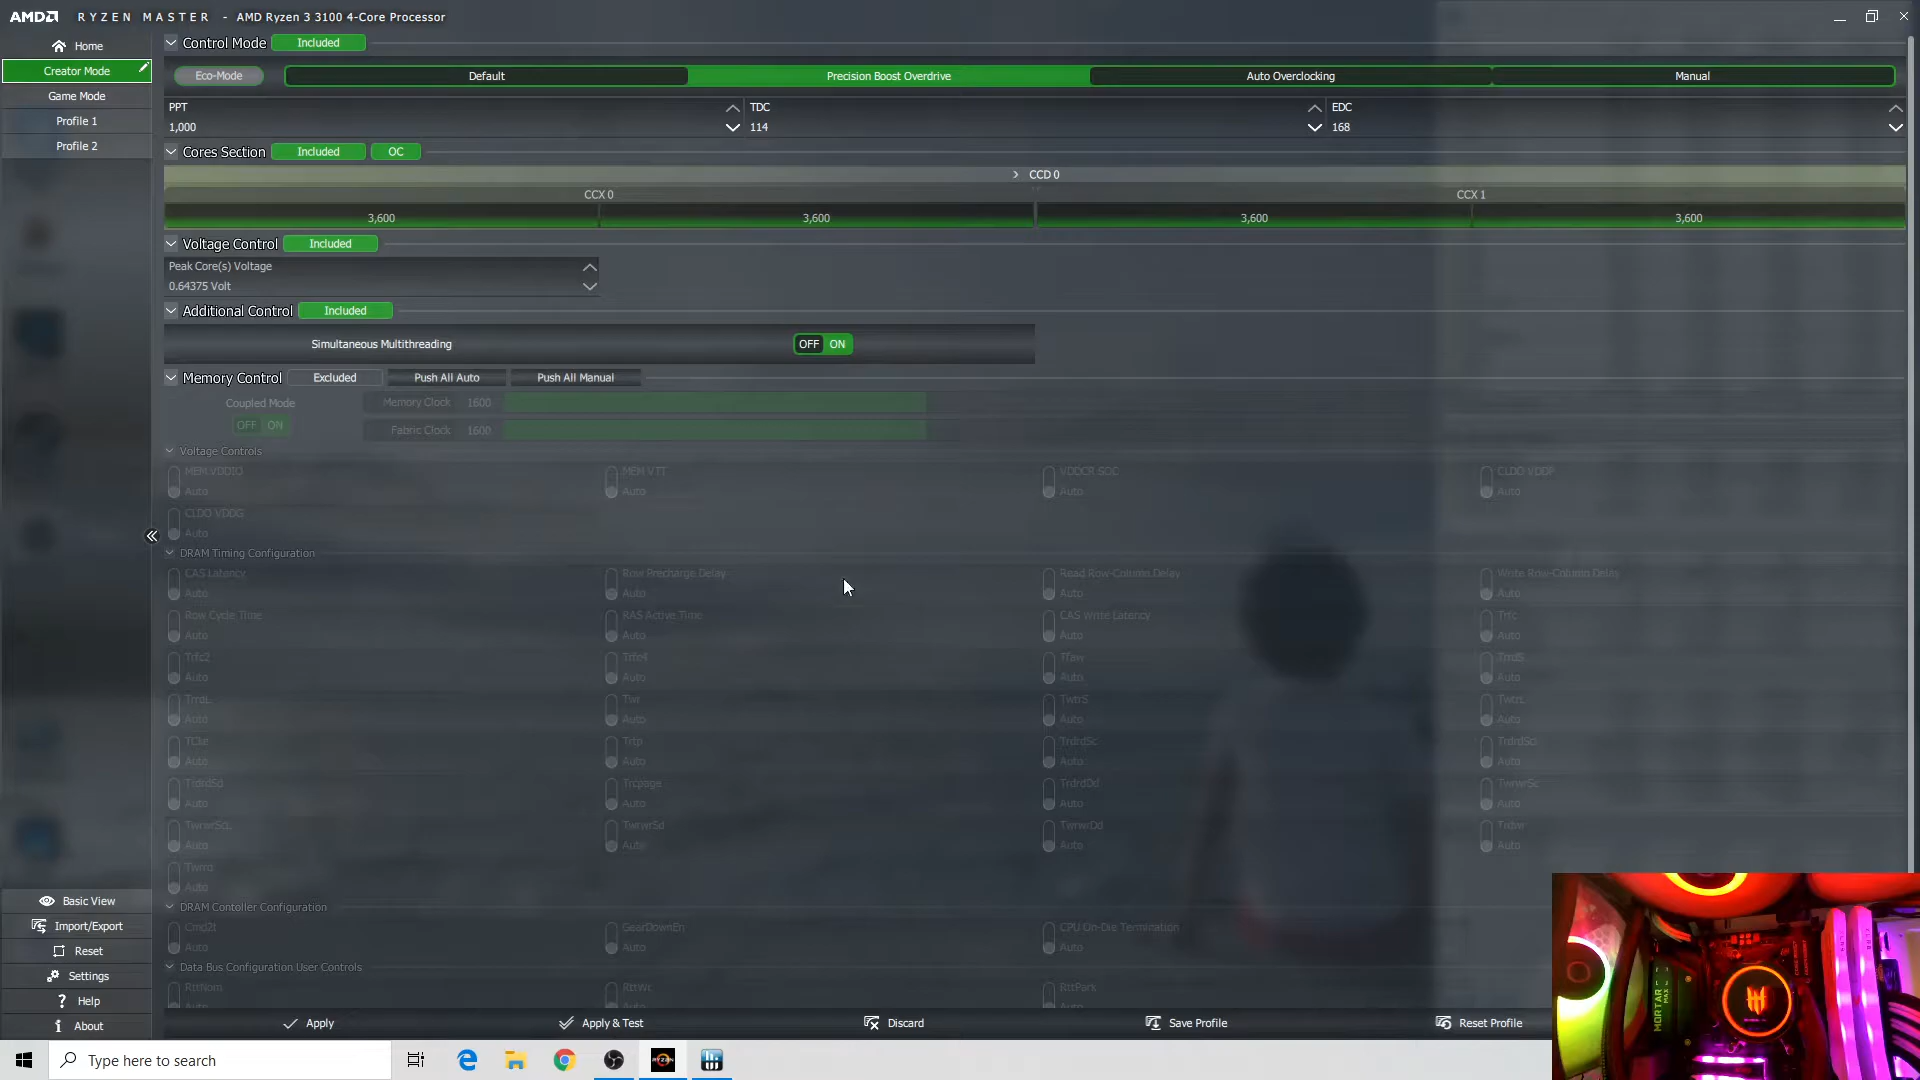 AMD RYZEN MASTER - AMD Ryzen 3 3100 4-Core Processor
Home
Creator Mode
Game Mode
Profile 1
Profile 2
Control Mode Included
Eco-Mode Default Precision Boost Overdrive Auto Overclocking Manual
PPT TDC EDC
1,000 114 168
Cores Section Included OC
CCD 0
CCX 0 CCX 1
3,600 3,600 3,600 3,600
Voltage Control Included
Peak Core(s) Voltage
0.64375 Volt
Additional Control Included
Simultaneous Multithreading OFF ON
Memory Control Excluded Push All Auto Push All Manual
Coupled Mode Memory Clock 1600
OFF ON Fabric Clock 1600
Voltage Controls
MEM VDDIO MEM VTT VDDCR SOC CLDO VDDP
Auto Auto Auto Auto
CLDO VDDG
Auto
DRAM Timing Configuration
CAS Latency Row Precharge Delay Read Row-Column Delay Write Row-Column Delay
Auto Auto Auto Auto
Row Cycle Time RAS Active Time CAS Write Latency Trfc
Auto Auto Auto Auto
Trfc2 Trfc4 Tfaw TrrdS
Auto Auto Auto Auto
TrrdL Twr TwtrS TwtrL
Auto Auto Auto Auto
Tcke Trtp TrdrdSc TrdrdScL
Auto Auto Auto Auto
TrdrdSd Trcpage TrdrdDd TwrwrSc
Auto Auto Auto Auto
TwrwrScL TwrwrSd TwrwrDd Trdwr
Auto Auto Auto Auto
Twrrd
Auto
DRAM Contoller Configuration
Cmd2t GearDownEn CPU On-Die Termination
Auto Auto Auto
Data Bus Configuration User Controls
RttNom RttWr RttPark
Auto Auto Auto
Basic View
Import/Export
Reset
Settings
Help
About
Apply Apply & Test Discard Save Profile Reset Profile
MORTAR
MAX
Type here to search
RYZEN